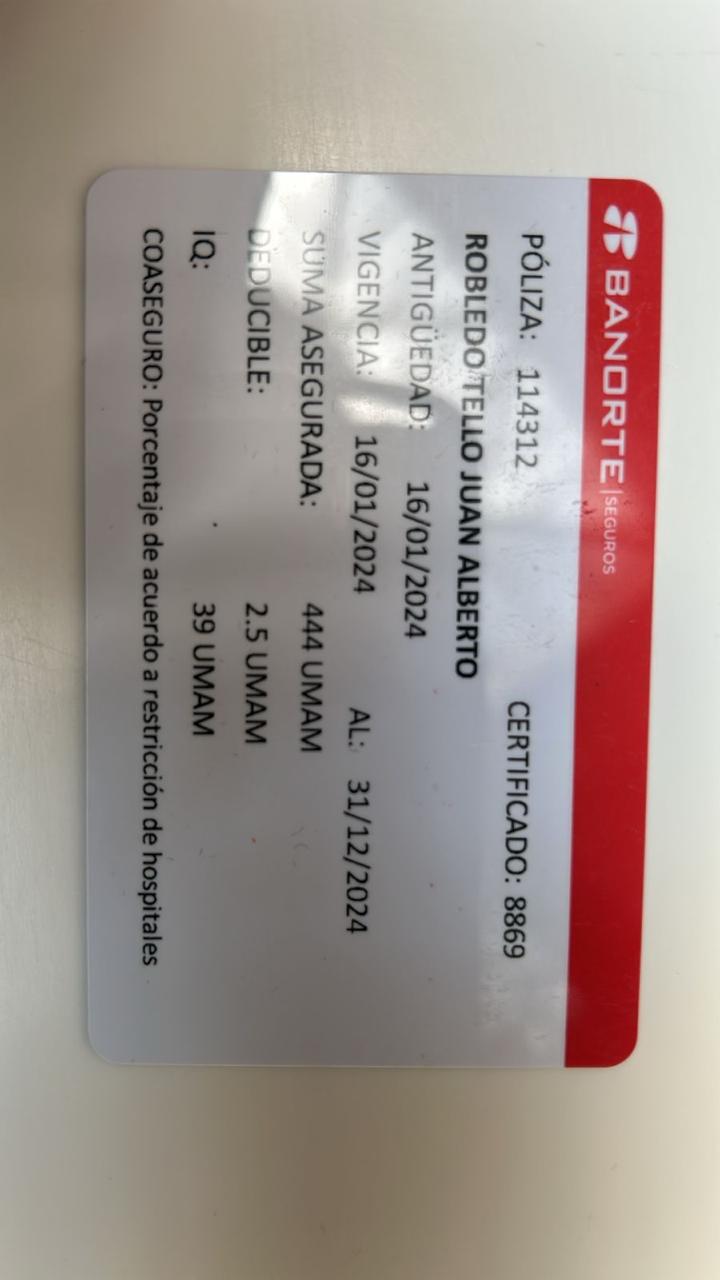 BANORTE | SEGUROS
PÓLIZA: 114312 CERTIFICADO: 8869
ROBLEDO TELLO JUAN ALBERTO
ANTIGÜEDAD: 16/01/2024
VIGENCIA: 16/01/2024 AL: 31/12/2024
SUMA ASEGURADA: 444 UMAM
DEDUCIBLE: 2.5 UMAM
IQ: 39 UMAM
COASEGURO: Porcentaje de acuerdo a restricción de hospitales